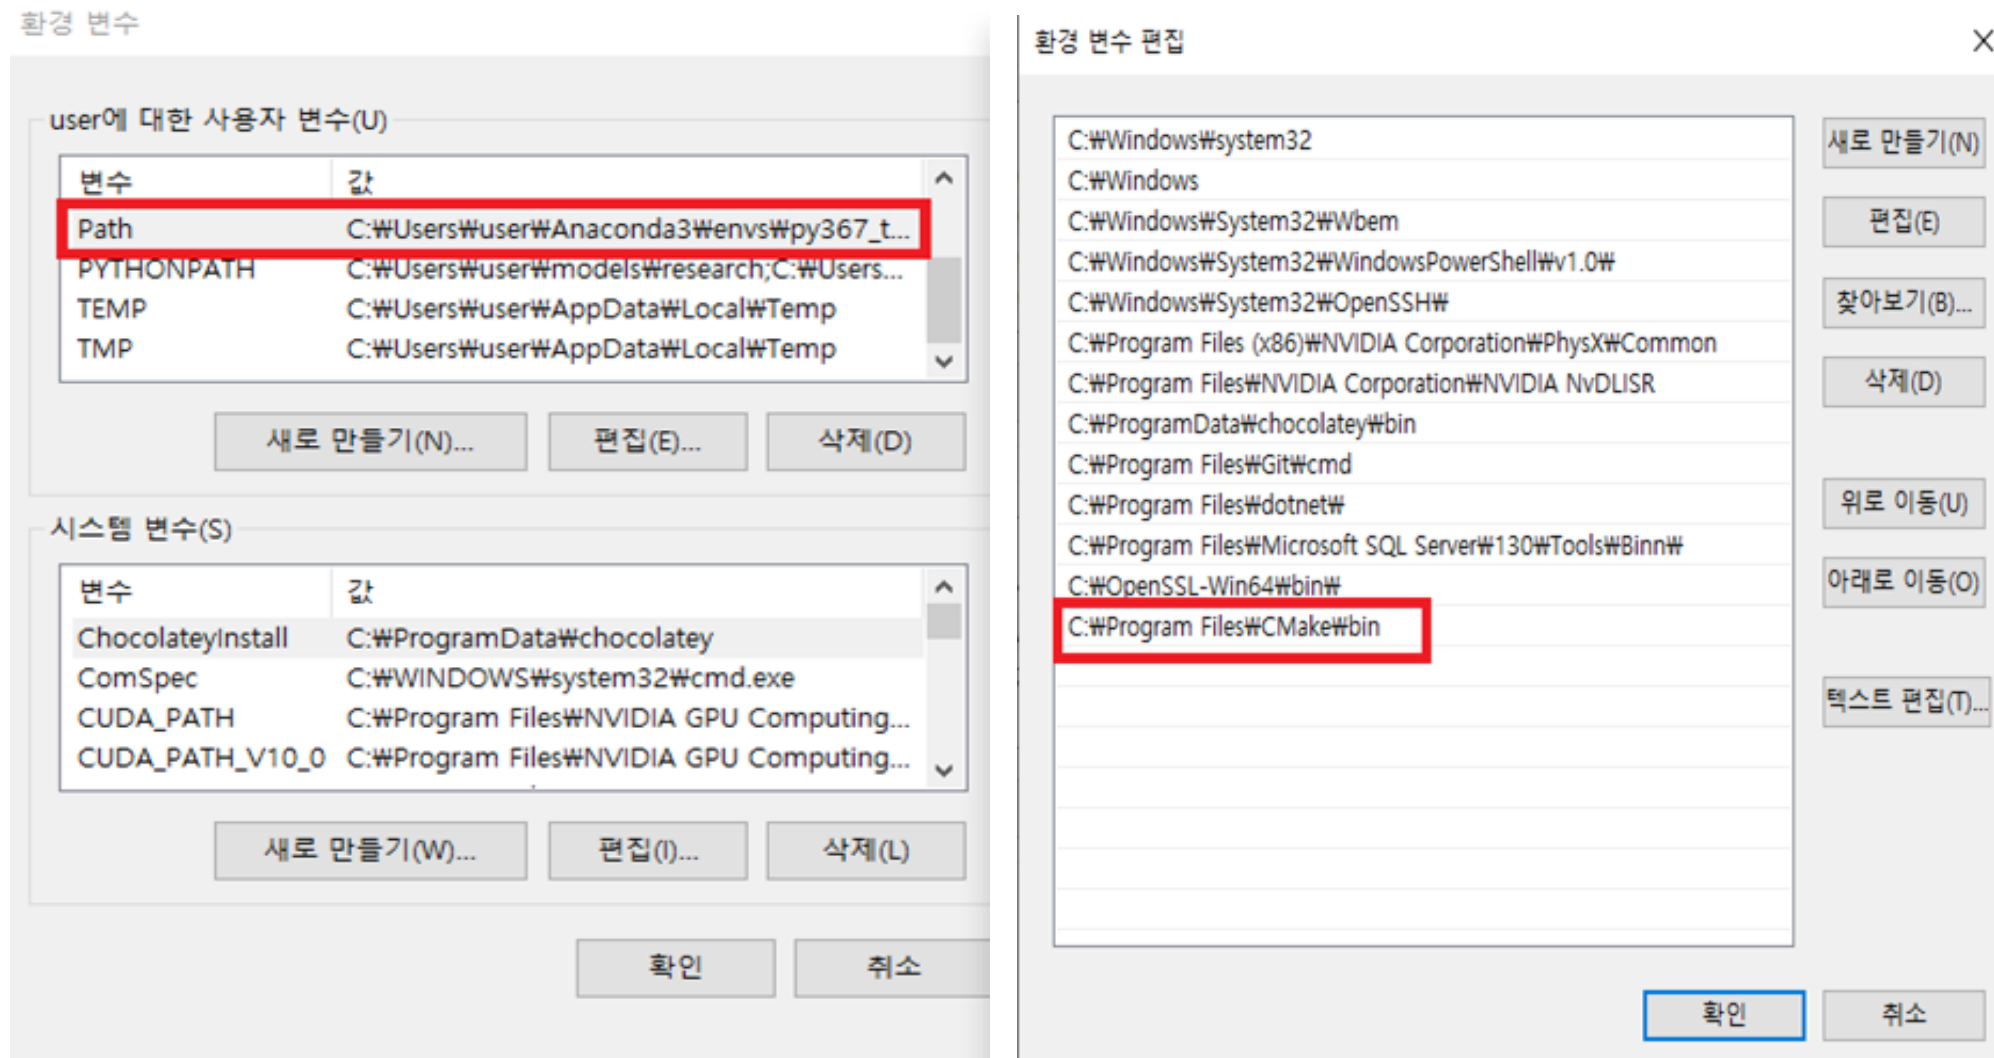 환경 변수
user에 대한 사용자 변수(U)
변수 값
Path C:₩Users₩user₩Anaconda3₩envs₩py367_t...
PYTHONPATH C:₩Users₩user₩models₩research;C:₩Users...
TEMP C:₩Users₩user₩AppData₩Local₩Temp
TMP C:₩Users₩user₩AppData₩Local₩Temp
새로 만들기(N)... 편집(E)... 삭제(D)
시스템 변수(S)
변수 값
ChocolateyInstall C:₩ProgramData₩chocolatey
ComSpec C:₩WINDOWS₩system32₩cmd.exe
CUDA_PATH C:₩Program Files₩NVIDIA GPU Computing...
CUDA_PATH_V10_0 C:₩Program Files₩NVIDIA GPU Computing...
새로 만들기(W)... 편집(I)... 삭제(L)
확인 취소
환경 변수 편집
C:₩Windows₩system32
C:₩Windows
C:₩Windows₩System32₩Wbem
C:₩Windows₩System32₩WindowsPowerShell₩v1.0₩
C:₩Windows₩System32₩OpenSSH₩
C:₩Program Files (x86)₩NVIDIA Corporation₩PhysX₩Common
C:₩Program Files₩NVIDIA Corporation₩NVIDIA NvDLISR
C:₩ProgramData₩chocolatey₩bin
C:₩Program Files₩Git₩cmd
C:₩Program Files₩dotnet₩
C:₩Program Files₩Microsoft SQL Server₩130₩Tools₩Binn₩
C:₩OpenSSL-Win64₩bin₩
C:₩Program Files₩CMake₩bin
새로 만들기(N)
편집(E)
찾아보기(B)...
삭제(D)
위로 이동(U)
아래로 이동(O)
텍스트 편집(T)...
확인 취소